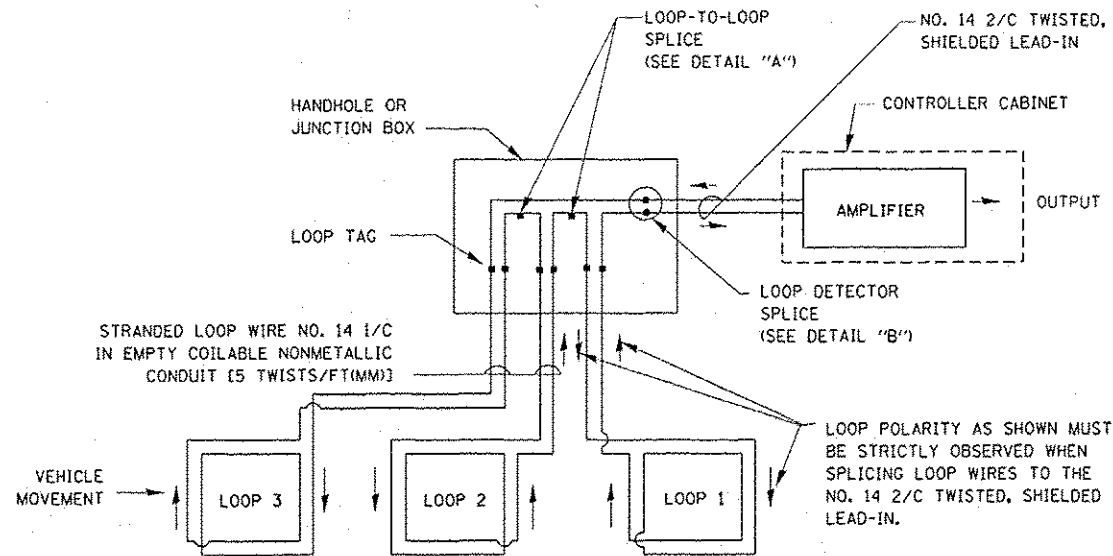 LOOP-TO-LOOP
SPLICE
(SEE DETAIL "A")
NO. 14 2/C TWISTED,
SHIELDED LEAD-IN
HANDHOLE OR
JUNCTION BOX
CONTROLLER CABINET
AMPLIFIER
OUTPUT
LOOP TAG
LOOP DETECTOR
SPLICE
(SEE DETAIL "B")
STRANDED LOOP WIRE NO. 14 1/C
IN EMPTY COILABLE NONMETALLIC
CONDUIT [5 TWISTS/FT(MM)]
LOOP POLARITY AS SHOWN MUST
BE STRICTLY OBSERVED WHEN
SPLICING LOOP WIRES TO THE
NO. 14 2/C TWISTED, SHIELDED
LEAD-IN.
VEHICLE
MOVEMENT
LOOP 3
LOOP 2
LOOP 1